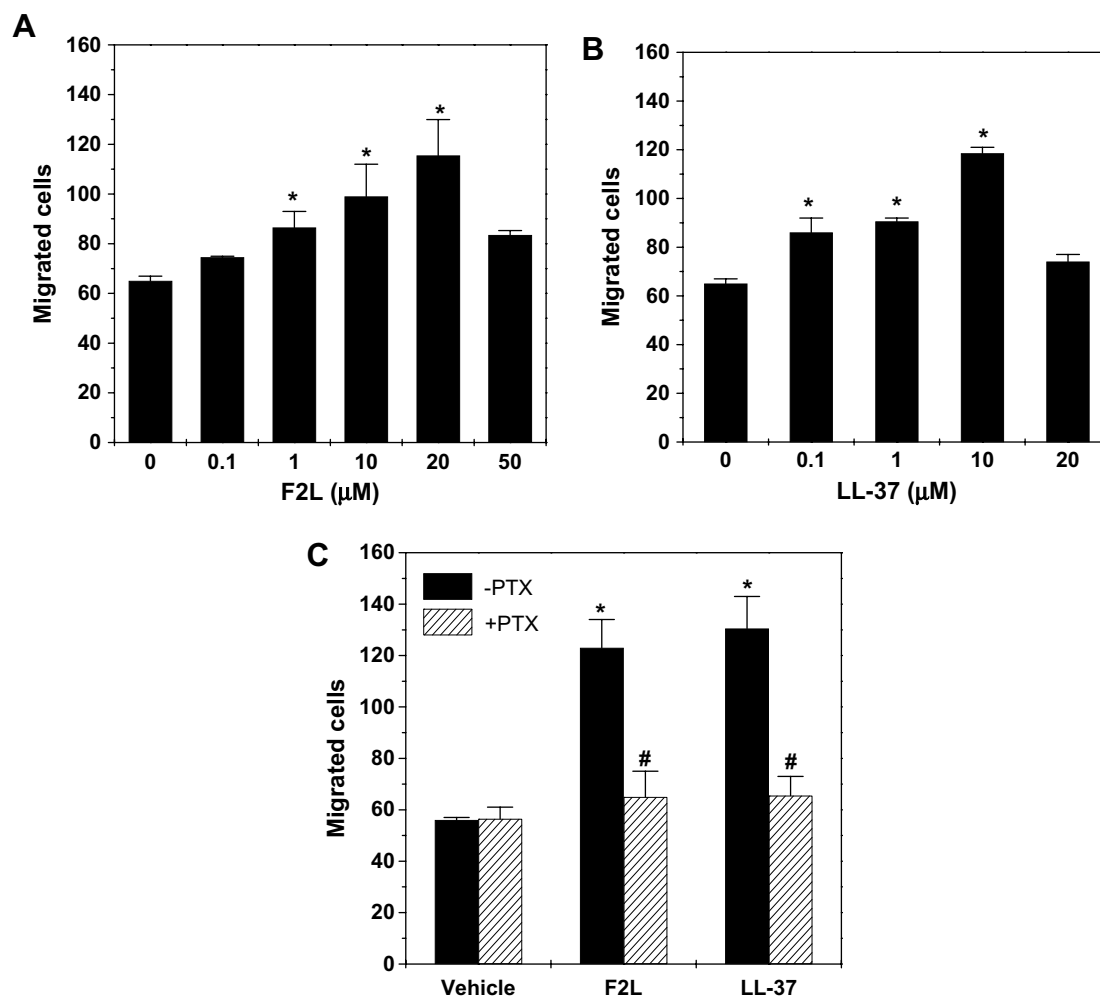 A
160
140
120
100
80
60
40
20
0
Migrated cells
* * *
0 0.1 1 10 20 50
F2L (μM)
B
160
140
120
100
80
60
40
20
0
Migrated cells
* * *
0 0.1 1 10 20
LL-37 (μM)
C
160
140
120
100
80
60
40
20
0
Migrated cells
-PTX
+PTX
* *
# #
Vehicle F2L LL-37